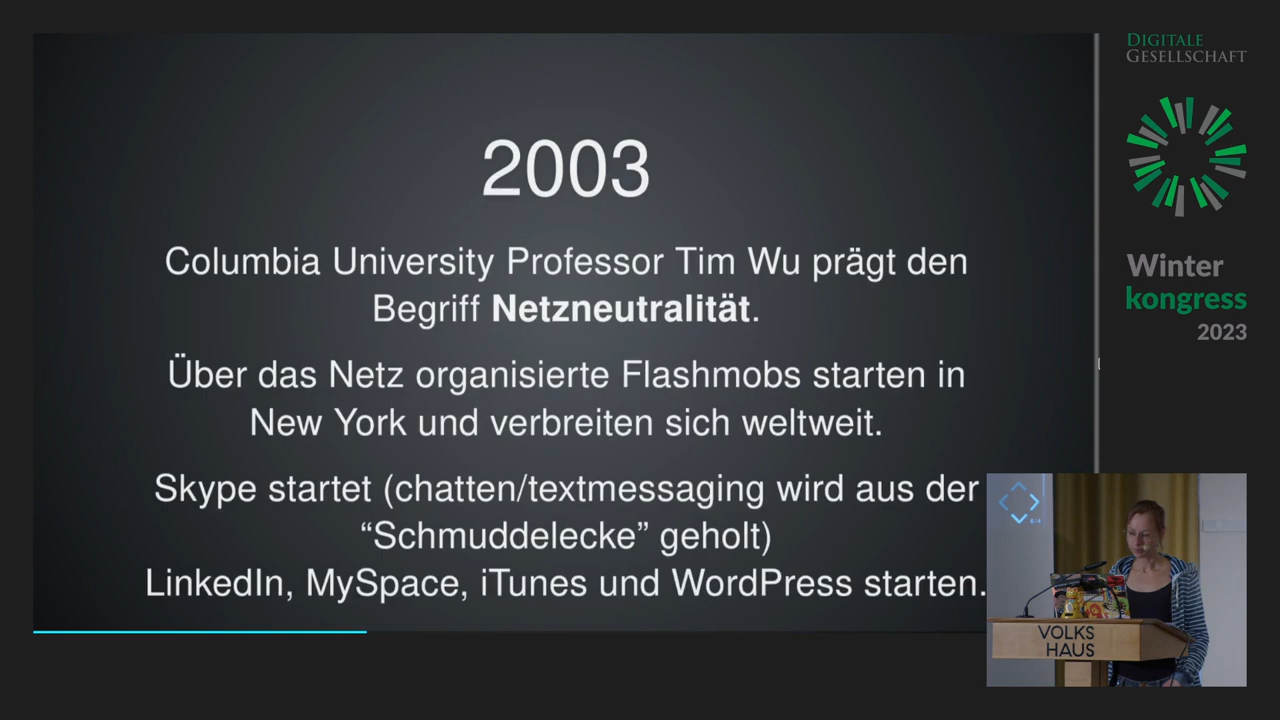 2003
Columbia University Professor Tim Wu prägt den
Begriff Netzneutralität.
Über das Netz organisierte Flashmobs starten in
New York und verbreiten sich weltweit.
Skype startet (chatten/textmessaging wird aus der
“Schmuddelecke” geholt)
LinkedIn, MySpace, iTunes und WordPress starten.
DIGITALE
GESELLSCHAFT
Winter
kongress
2023
VOLKS
HAUS